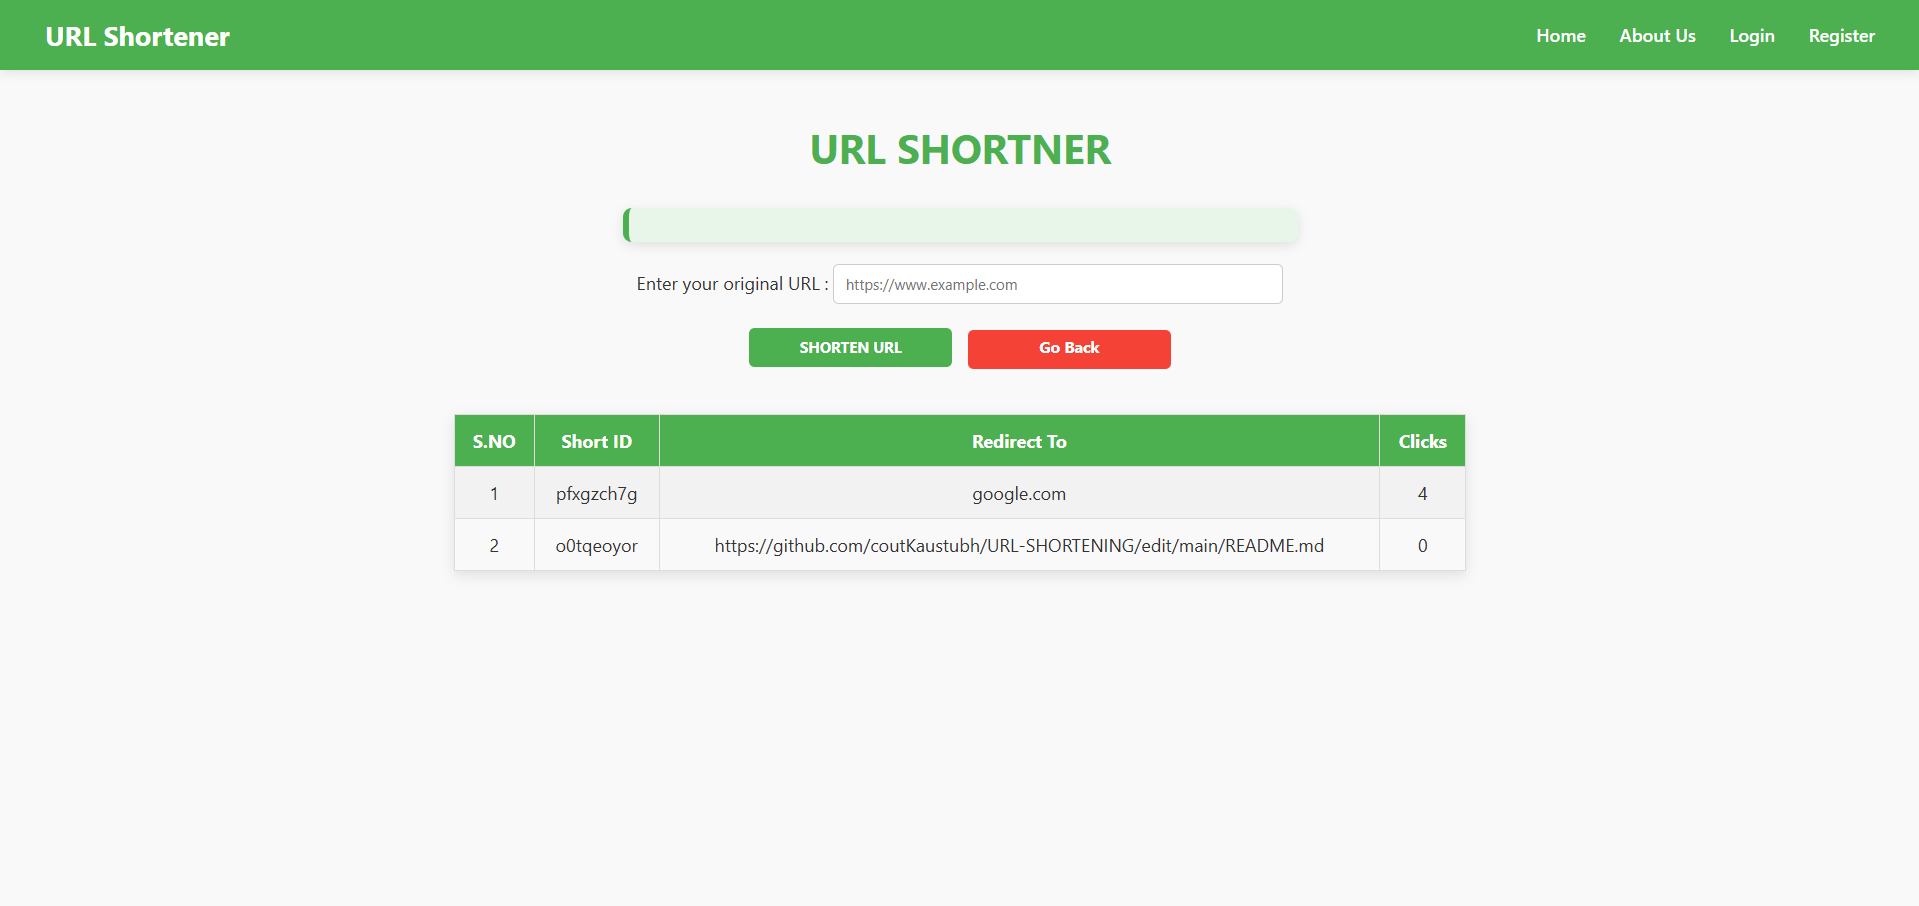 URL Shortener Home About Us Login Register
URL SHORTNER
Enter your original URL : https://www.example.com
SHORTEN URL Go Back
S.NO Short ID Redirect To Clicks
1 pfxgzch7g google.com 4
2 o0tqeoyor https://github.com/coutKaustubh/URL-SHORTENING/edit/main/README.md 0